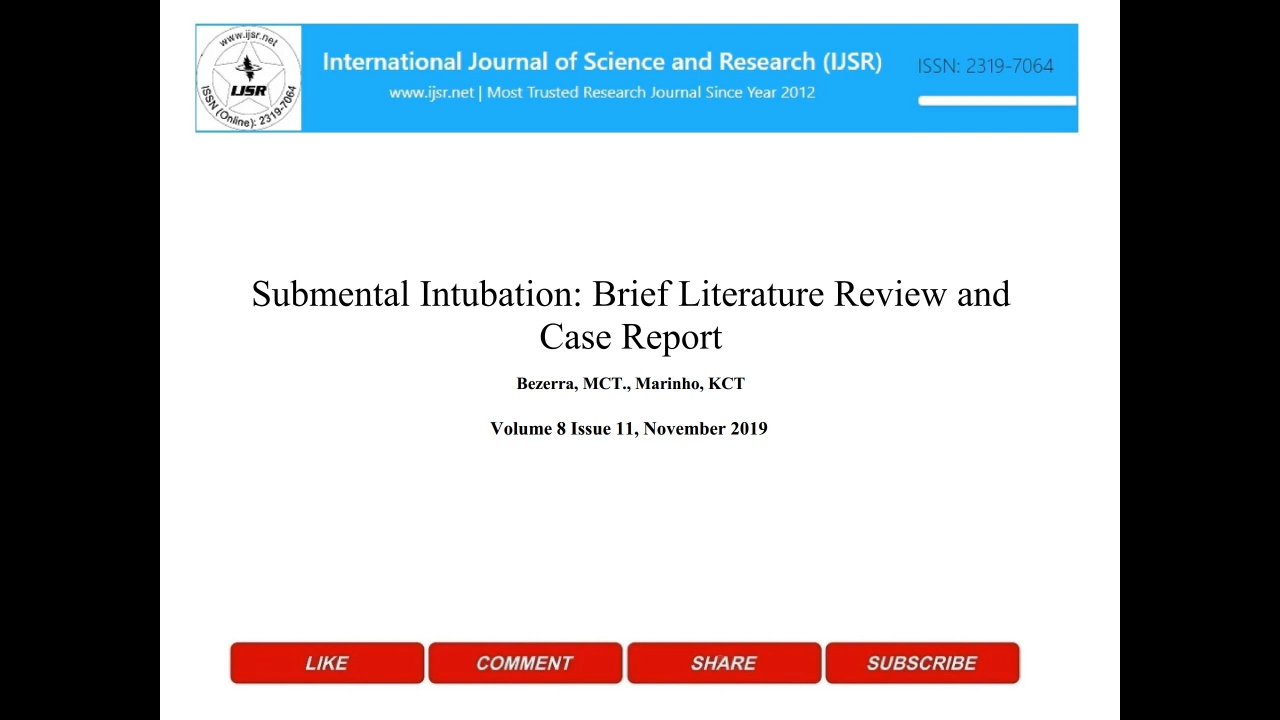 www.ijsr.net
IJSR
ISSN (Online): 2319-7064
International Journal of Science and Research (IJSR)
www.ijsr.net | Most Trusted Research Journal Since Year 2012
ISSN: 2319-7064
Submental Intubation: Brief Literature Review and
Case Report
Bezerra, MCT., Marinho, KCT
Volume 8 Issue 11, November 2019
LIKE
COMMENT
SHARE
SUBSCRIBE